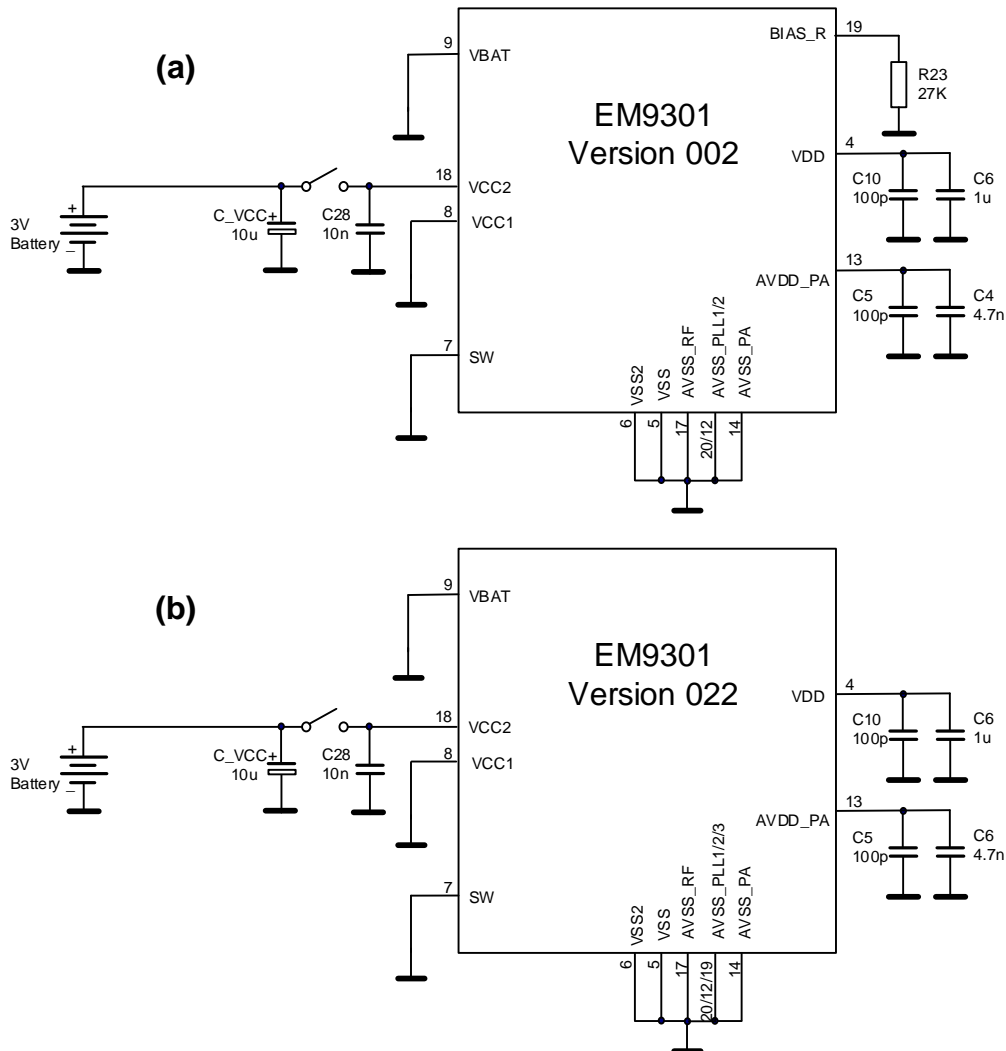 (a)
EM9301
Version 002
9
VBAT
18
VCC2
8
VCC1
7
SW
19
BIAS_R
R23
27K
4
VDD
C10
100p
C6
1u
13
AVDD_PA
C5
100p
C4
4.7n
3V
Battery
+
_
C_VCC
+
10u
C28
10n
VSS2
VSS
AVSS_RF
AVSS_PLL1/2
AVSS_PA
6
5
17
20/12
14
(b)
EM9301
Version 022
9
VBAT
18
VCC2
8
VCC1
7
SW
4
VDD
C10
100p
C6
1u
13
AVDD_PA
C5
100p
C6
4.7n
3V
Battery
+
_
C_VCC
+
10u
C28
10n
VSS2
VSS
AVSS_RF
AVSS_PLL1/2/3
AVSS_PA
6
5
17
20/12/19
14